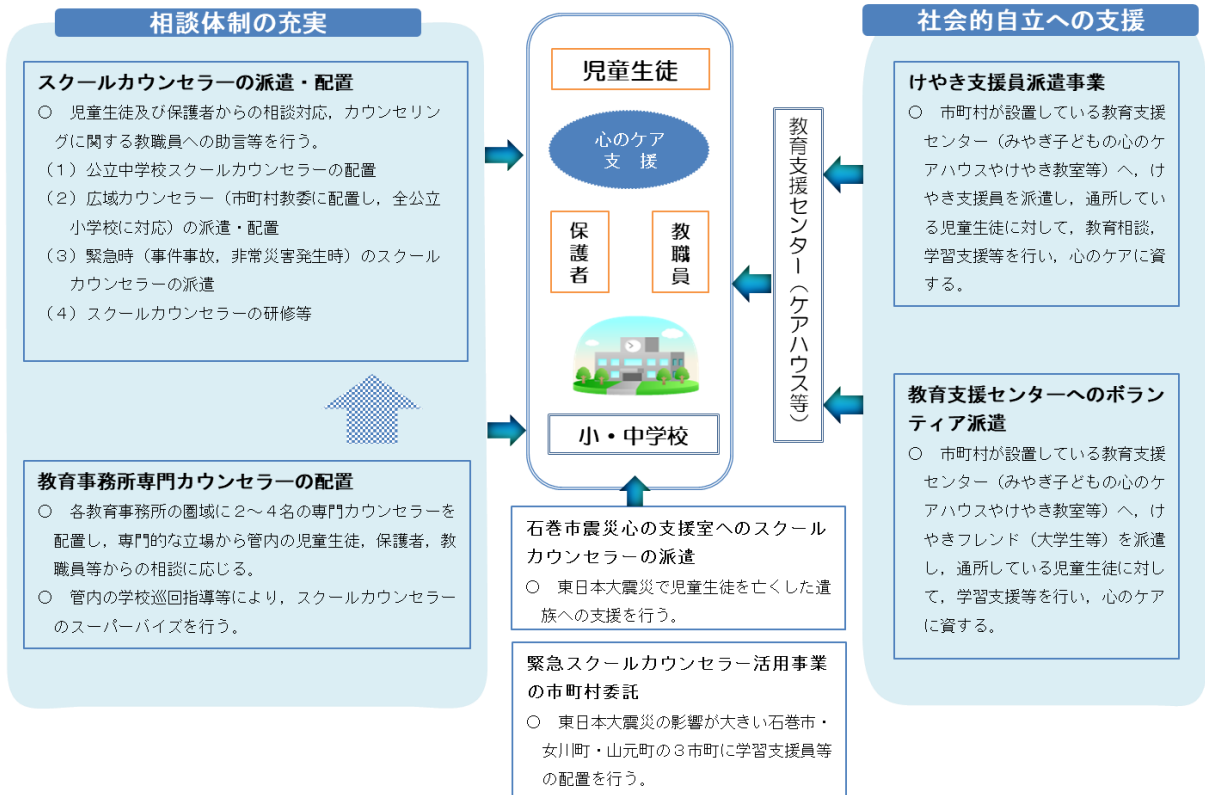 相談体制の充実
スクールカウンセラーの派遣・配置
○　児童生徒及び保護者からの相談対応，カウンセリン
グに関する教職員への助言等を行う。
（１）公立中学校スクールカウンセラーの配置
（２）広域カウンセラー（市町村教委に配置し，全公立
小学校に対応）の派遣・配置
（３）緊急時（事件事故，非常災害発生時）のスクール
カウンセラーの派遣
（４）スクールカウンセラーの研修等
教育事務所専門カウンセラーの配置
○　各教育事務所の圏域に２～４名の専門カウンセラーを
配置し，専門的な立場から管内の児童生徒，保護者，教
職員等からの相談に応じる。
○　管内の学校巡回指導等により，スクールカウンセラー
のスーパーバイズを行う。
児童生徒
心のケア
支　援
保護者
教職員
小・中学校
石巻市震災心の支援室へのスクール
カウンセラーの派遣
○　東日本大震災で児童生徒を亡くした遺
族への支援を行う。
緊急スクールカウンセラー活用事業
の市町村委託
○　東日本大震災の影響が大きい石巻市・
女川町・山元町の３市町に学習支援員等
の配置を行う。
教育支援センター（ケアハウス等）
社会的自立への支援
けやき支援員派遣事業
○　市町村が設置している教育支援
センター（みやぎ子どもの心のケ
アハウスやけやき教室等）へ，け
やき支援員を派遣し，通所してい
る児童生徒に対して，教育相談，
学習支援等を行い，心のケアに資
する。
教育支援センターへのボラン
ティア派遣
○　市町村が設置している教育支援
センター（みやぎ子どもの心のケ
アハウスやけやき教室等）へ，け
やきフレンド（大学生等）を派遣
し，通所している児童生徒に対し
て，学習支援等を行い，心のケア
に資する。